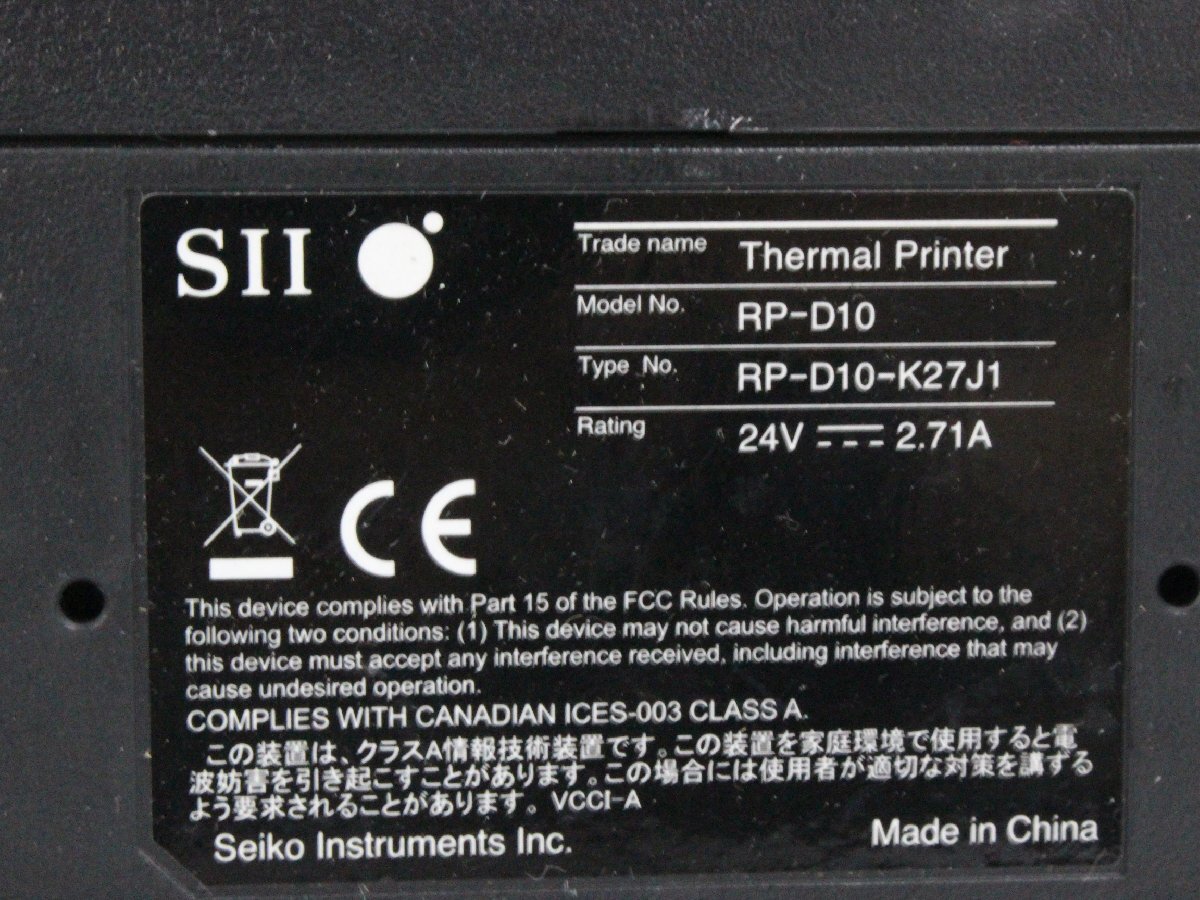 SII
Trade name Thermal Printer
Model No. RP-D10
Type No. RP-D10-K27J1
Rating 24V 2.71A
CE
This device complies with Part 15 of the FCC Rules. Operation is subject to the
following two conditions: (1) This device may not cause harmful interference, and (2)
this device must accept any interference received, including interference that may
cause undesired operation.
COMPLIES WITH CANADIAN ICES-003 CLASS A.
この装置は、クラスA情報技術装置です。この装置を家庭環境で使用すると電
波妨害を引き起こすことがあります。この場合には使用者が適切な対策を講ずる
よう要求されることがあります。 VCCI-A
Seiko Instruments Inc.
Made in China